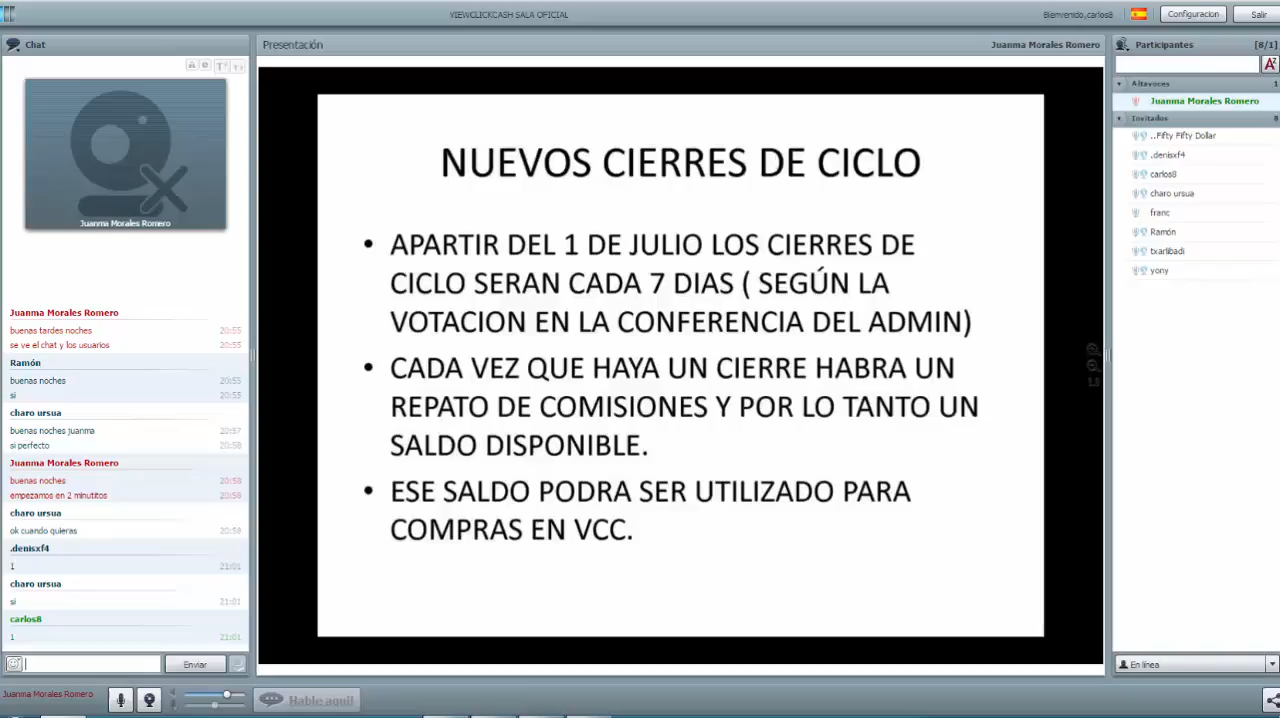 VIEWCLICKCASH SALA OFICIAL
Bienvenido,carlos8
Configuracion
Salir
Chat
Presentación
Juanma Morales Romero
Participantes
[8/1]
Juanma Morales Romero
Juanma Morales Romero
buenas tardes noches 20:55
se ve el chat y los usuarios 20:55
Ramón
buenas noches 20:55
si 20:55
charo ursua
buenas noches juanma 20:57
si perfecto 20:58
Juanma Morales Romero
buenas noches 20:58
empezamos en 2 minutitos 20:58
charo ursua
ok cuando quieras 20:58
.denisxf4
1 21:01
charo ursua
si 21:01
carlos8
1 21:01
Enviar
Juanma Morales Romero
Hable aquí!
NUEVOS CIERRES DE CICLO
• APARTIR DEL 1 DE JULIO LOS CIERRES DE
CICLO SERAN CADA 7 DIAS ( SEGÚN LA
VOTACION EN LA CONFERENCIA DEL ADMIN)
• CADA VEZ QUE HAYA UN CIERRE HABRA UN
REPATO DE COMISIONES Y POR LO TANTO UN
SALDO DISPONIBLE.
• ESE SALDO PODRA SER UTILIZADO PARA
COMPRAS EN VCC.
Altavoces 1
Juanma Morales Romero
Invitados 8
..Fifty Fifty Dollar
.denisxf4
carlos8
charo ursua
franc
Ramón
txarlibadi
yony
En línea